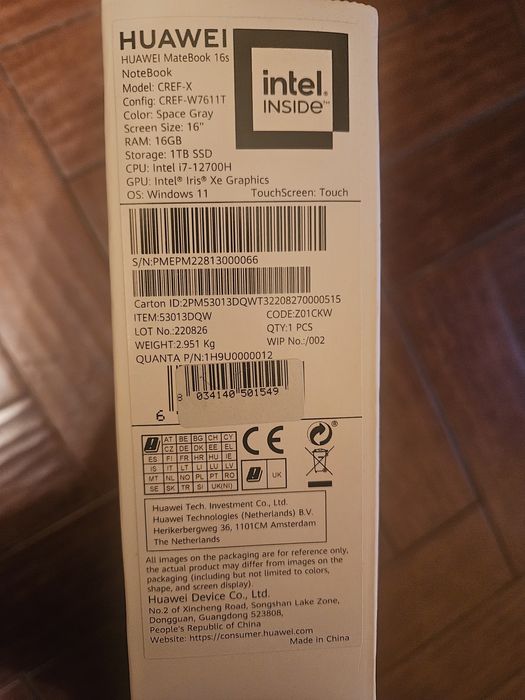 HUAWEI
HUAWEI MateBook 16s
NoteBook
Model: CREF-X
Config: CREF-W7611T
Color: Space Gray
Screen Size: 16"
RAM: 16GB
Storage: 1TB SSD
CPU: Intel i7-12700H
GPU: Intel® Iris® Xe Graphics
OS: Windows 11 TouchScreen: Touch
intel®
INSIDE™
S/N:PMEPM22813000066
Carton ID:2PM53013DQWT32208270000515
ITEM:53013DQW CODE:Z01CKW
LOT No.:220826 QTY:1 PCS
WEIGHT:2.951 Kg WIP No.:/002
QUANTA P/N:1H9U0000012
6
8 034140 501549
AT BE BG CH CY
CZ DE DK EE EL
ES FI FR HR HU IE
IS IT LT LI LU LV
MT NL NO PL PT RO
SE SK TR SI UK(NI)
CE
UK
Huawei Tech. Investment Co., Ltd.
Huawei Technologies (Netherlands) B.V.
Herikerbergweg 36, 1101CM Amsterdam
The Netherlands
All images on the packaging are for reference only,
the actual product may differ from images on the
packaging (including but not limited to colors,
shape, and screen display).
Huawei Device Co., Ltd.
No.2 of Xincheng Road, Songshan Lake Zone,
Dongguan, Guangdong 523808,
People's Republic of China
Website: https://consumer.huawei.com
Made in China